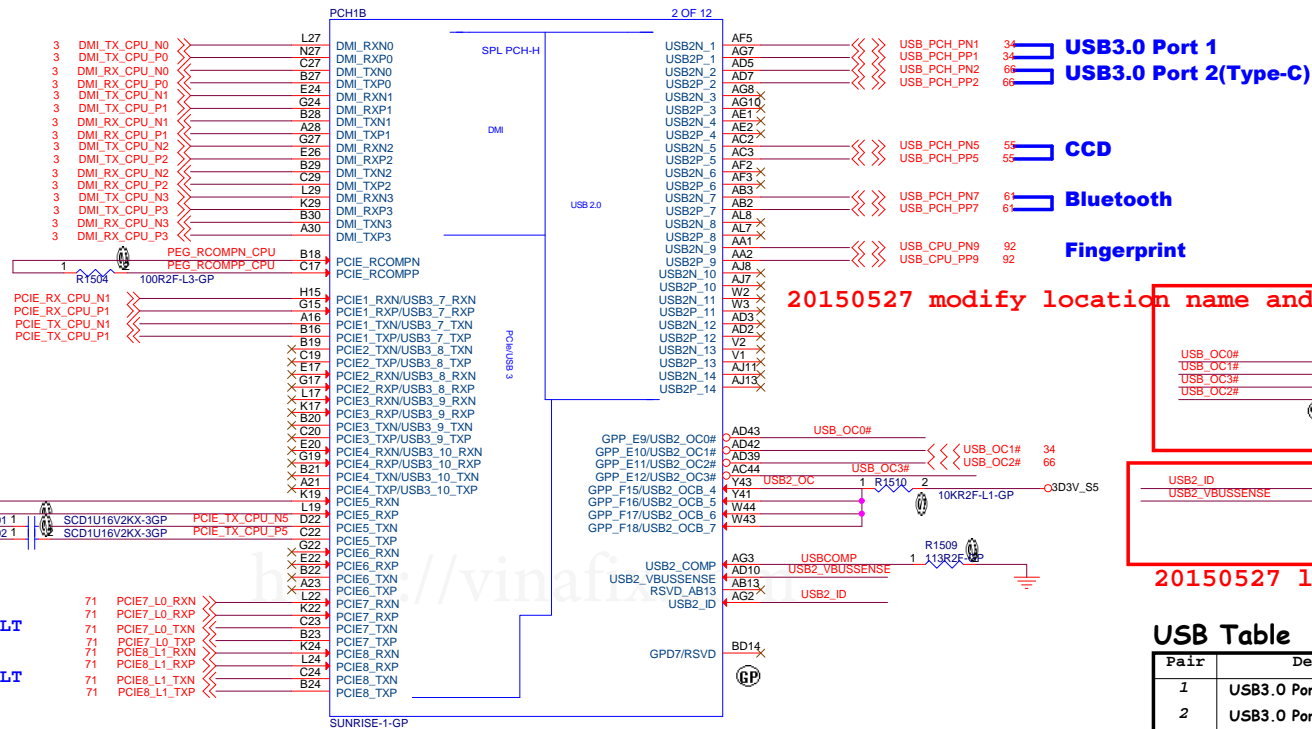 PCH1B 2 OF 12
SPL PCH-H
DMI
USB 2.0
PCIe/USB 3
3 DMI_TX_CPU_N0 L27 DMI_RXN0
3 DMI_TX_CPU_P0 N27 DMI_RXP0
3 DMI_RX_CPU_N0 C27 DMI_TXN0
3 DMI_RX_CPU_P0 B27 DMI_TXP0
3 DMI_TX_CPU_N1 E24 DMI_RXN1
3 DMI_TX_CPU_P1 G24 DMI_RXP1
3 DMI_RX_CPU_N1 B28 DMI_TXN1
3 DMI_RX_CPU_P1 A28 DMI_TXP1
3 DMI_TX_CPU_N2 G27 DMI_RXN2
3 DMI_TX_CPU_P2 E26 DMI_RXP2
3 DMI_RX_CPU_N2 B29 DMI_TXN2
3 DMI_RX_CPU_P2 C29 DMI_TXP2
3 DMI_TX_CPU_N3 L29 DMI_RXN3
3 DMI_TX_CPU_P3 K29 DMI_RXP3
3 DMI_RX_CPU_N3 B30 DMI_TXN3
3 DMI_RX_CPU_P3 A30 DMI_TXP3
PEG_RCOMPN_CPU B18 PCIE_RCOMPN
1 R1504 2 100R2F-L3-GP PEG_RCOMPP_CPU C17 PCIE_RCOMPP
PCIE_RX_CPU_N1 H15 PCIE1_RXN/USB3_7_RXN
PCIE_RX_CPU_P1 G15 PCIE1_RXP/USB3_7_RXP
PCIE_TX_CPU_N1 A16 PCIE1_TXN/USB3_7_TXN
PCIE_TX_CPU_P1 B16 PCIE1_TXP/USB3_7_TXP
B19 PCIE2_TXN/USB3_8_TXN
C19 PCIE2_TXP/USB3_8_TXP
E17 PCIE2_RXN/USB3_8_RXN
G17 PCIE2_RXP/USB3_8_RXP
L17 PCIE3_RXN/USB3_9_RXN
K17 PCIE3_RXP/USB3_9_RXP
B20 PCIE3_TXN/USB3_9_TXN
C20 PCIE3_TXP/USB3_9_TXP
E20 PCIE4_RXN/USB3_10_RXN
G19 PCIE4_RXP/USB3_10_RXP
B21 PCIE4_TXN/USB3_10_TXN
A21 PCIE4_TXP/USB3_10_TXP
K19 PCIE5_RXN
L19 PCIE5_RXP
1 SCD1U16V2KX-3GP PCIE_TX_CPU_N5 D22 PCIE5_TXN
1 SCD1U16V2KX-3GP PCIE_TX_CPU_P5 C22 PCIE5_TXP
G22 PCIE6_RXN
E22 PCIE6_RXP
B22 PCIE6_TXN
A23 PCIE6_TXP
71 PCIE7_L0_RXN L22 PCIE7_RXN
71 PCIE7_L0_RXP K22 PCIE7_RXP
71 PCIE7_L0_TXN C23 PCIE7_TXN
71 PCIE7_L0_TXP B23 PCIE7_TXP
71 PCIE8_L1_RXN K24 PCIE8_RXN
71 PCIE8_L1_RXP L24 PCIE8_RXP
71 PCIE8_L1_TXN C24 PCIE8_TXN
71 PCIE8_L1_TXP B24 PCIE8_TXP
LT
LT
SUNRISE-1-GP
USB2N_1 AF5 USB_PCH_PN1 34
USB2P_1 AG7 USB_PCH_PP1 34
USB3.0 Port 1
USB2N_2 AD5 USB_PCH_PN2 66
USB2P_2 AD7 USB_PCH_PP2 66
USB3.0 Port 2(Type-C)
USB2N_3 AG8
USB2P_3 AG10
USB2N_4 AE1
USB2P_4 AE2
USB2N_5 AC2 USB_PCH_PN5 55
USB2P_5 AC3 USB_PCH_PP5 55
CCD
USB2N_6 AF2
USB2P_6 AF3
USB2N_7 AB3 USB_PCH_PN7 61
USB2P_7 AB2 USB_PCH_PP7 61
Bluetooth
USB2N_8 AL8
USB2P_8 AL7
USB2N_9 AA1 USB_CPU_PN9 92
USB2P_9 AA2 USB_CPU_PP9 92
Fingerprint
USB2N_10 AJ8
USB2P_10 AJ7
USB2N_11 W2
USB2P_11 W3
USB2N_12 AD3
USB2P_12 AD2
USB2N_13 V2
USB2P_13 V1
USB2N_14 AJ11
USB2P_14 AJ13
20150527 modify location name and
GPP_E9/USB2_OC0# AD43 USB_OC0#
GPP_E10/USB2_OC1# AD42 USB_OC1# 34
GPP_E11/USB2_OC2# AD39 USB_OC2# 66
GPP_E12/USB2_OC3# AC44 USB_OC3#
GPP_F15/USB2_OCB_4 Y43 USB2_OC 1 R1510 2 10KR2F-L1-GP 3D3V_S5
GPP_F16/USB2_OCB_5 Y41
GPP_F17/USB2_OCB_6 W44
GPP_F18/USB2_OCB_7 W43
USB2_COMP AG3 USBCOMP 1 R1509
USB2_VBUSSENSE AD10 USB2_VBUSSENSE
RSVD_AB13 AB13
USB2_ID AG2 USB2_ID
GPD7/RSVD BD14
GP
USB_OC0#
USB_OC1#
USB_OC3#
USB_OC2#
USB2_ID
USB2_VBUSSENSE
20150527
USB Table
Pair
1 USB3.0
2 USB3.0